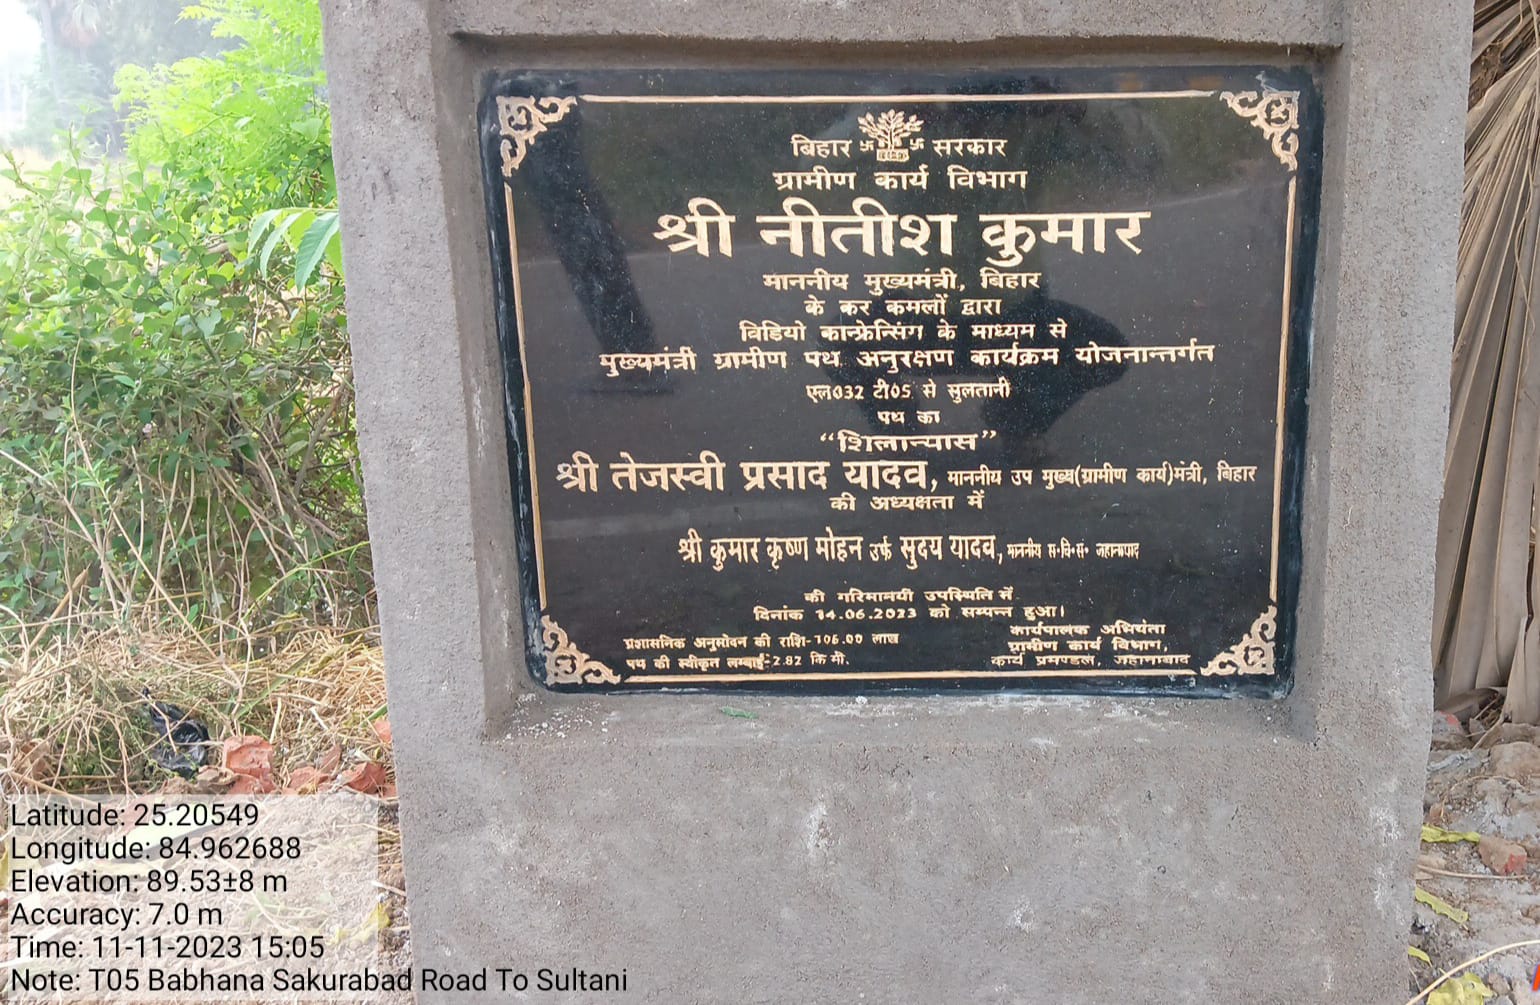 बिहार सरकार
ग्रामीण कार्य विभाग
श्री नीतीश कुमार
माननीय मुख्यमंत्री, बिहार
के कर कमलों द्वारा
विडियो कान्फ्रेन्सिंग के माध्यम से
मुख्यमंत्री ग्रामीण पथ अनुरक्षण कार्यक्रम योजनान्तर्गत
एल032 टी05 से सुलतानी
पथ का
“शिलान्यास”
श्री तेजस्वी प्रसाद यादव, माननीय उप मुख्य(ग्रामीण कार्य)मंत्री, बिहार
की अध्यक्षता में
श्री कुमार कृष्ण मोहन उर्फ सुदय यादव, माननीय स॰वि॰स॰ जहानाबाद
की गरिमामयी उपस्थिति में
दिनांक 14.06.2023 को सम्पन्न हुआ।
प्रशासनिक अनुमोदन की राशि-106.00 लाख
पथ की स्वीकृत लम्बाई-2.82 कि मी.
कार्यपालक अभियंता
ग्रामीण कार्य विभाग,
कार्य प्रमण्डल, जहानाबाद
Latitude: 25.20549
Longitude: 84.962688
Elevation: 89.53±8 m
Accuracy: 7.0 m
Time: 11-11-2023 15:05
Note: T05 Babhana Sakurabad Road To Sultani